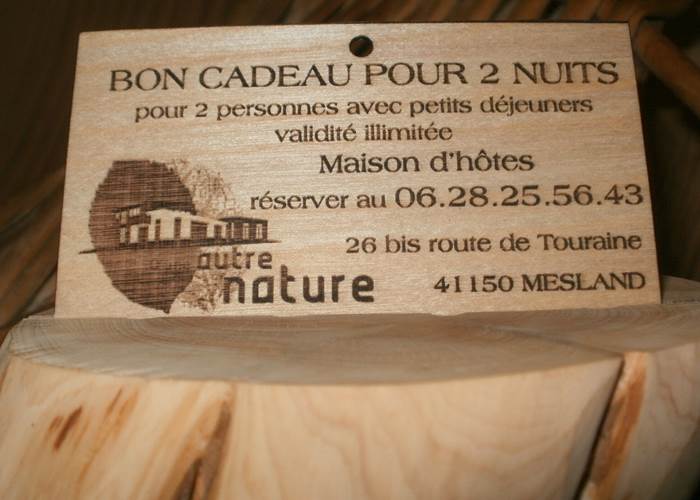 BON CADEAU POUR 2 NUITS
pour 2 personnes avec petits déjeuners
validité illimitée
Maison d'hôtes
réserver au 06.28.25.56.43
autre
nature
26 bis route de Touraine
41150 MESLAND